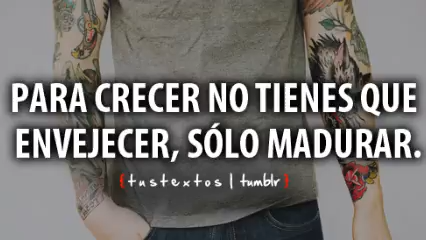 PARA CRECER NO TIENES QUE
ENVEJECER, SÓLO MADURAR.
(tustextos | tumblr)